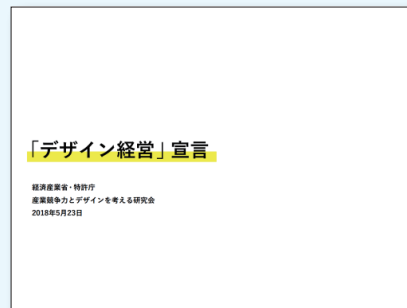 「デザイン経営」宣言
経済産業省・特許庁
産業競争力とデザインを考える研究会
2018年5月23日